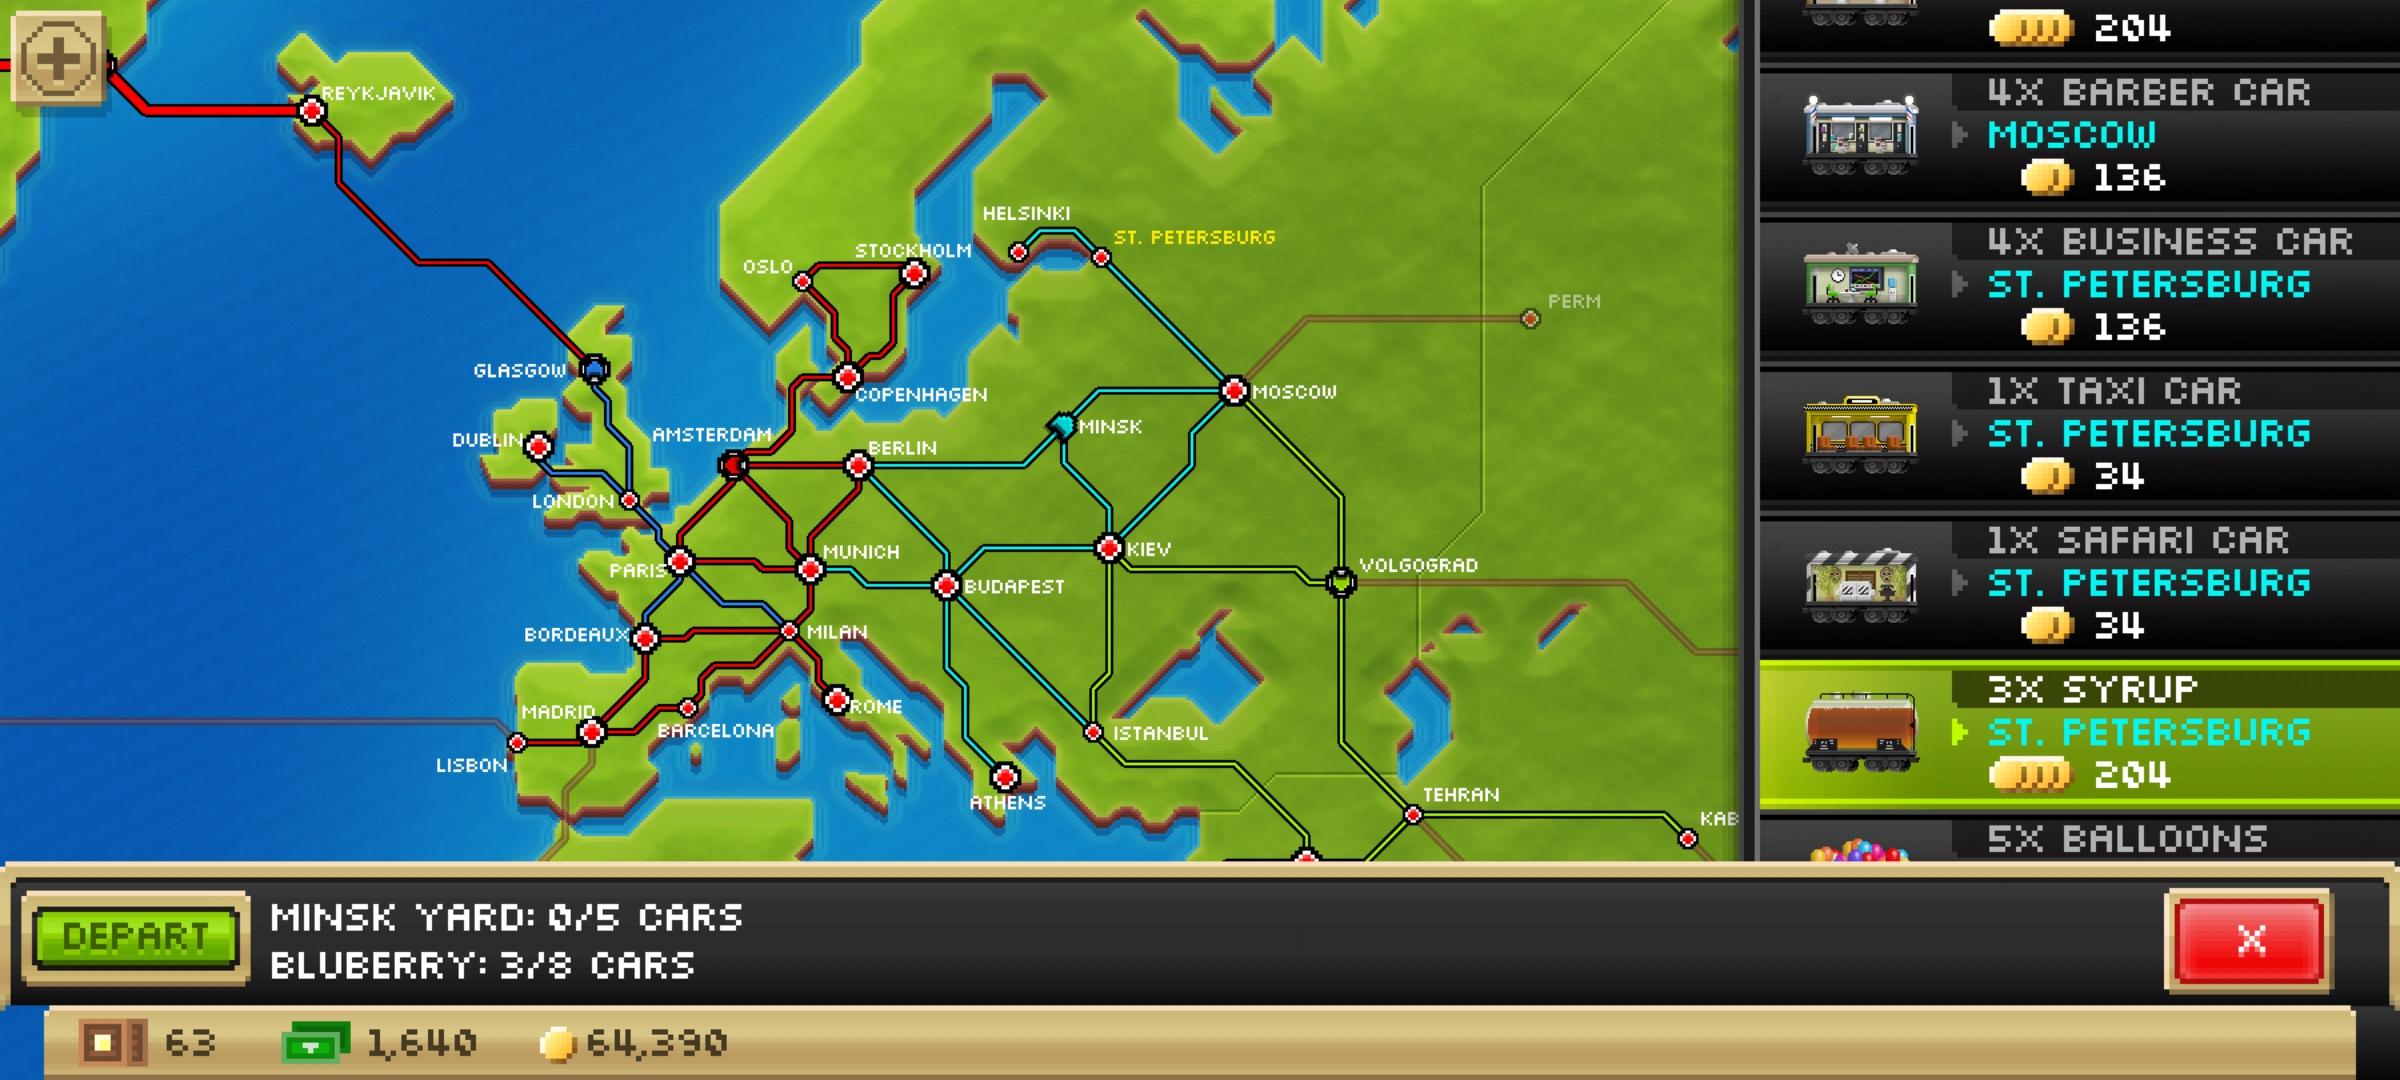 204
REYKJAVIK
4X BARBER CAR
MOSCOW
136
HELSINKI
ST. PETERSBURG
STOCKHOLM
OSLO
4X BUSINESS CAR
ST. PETERSBURG
136
PERM
GLASGOW
COPENHAGEN
MOSCOW
1X TAXI CAR
ST. PETERSBURG
34
DUBLIN
AMSTERDAM
BERLIN
MINSK
LONDON
PARIS
MUNICH
KIEV
BUDAPEST
VOLGOGRAD
1X SAFARI CAR
ST. PETERSBURG
34
BORDEAUX
MILAN
MADRID
ROME
BARCELONA
ISTANBUL
LISBON
ATHENS
TEHRAN
KAB
3X SYRUP
ST. PETERSBURG
204
5X BALLOONS
DEPART
MINSK YARD: 0/5 CARS
BLUBERRY: 3/8 CARS
X
63
1,640
64,390